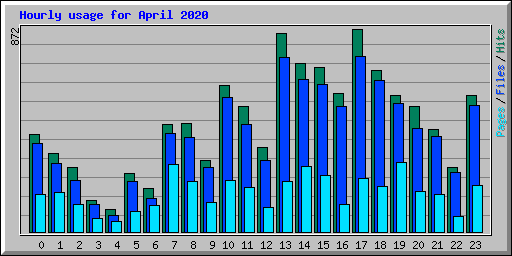 Hourly usage for April 2020
872
Pages/Files/Hits
0 1 2 3 4 5 6 7 8 9 10 11 12 13 14 15 16 17 18 19 20 21 22 23